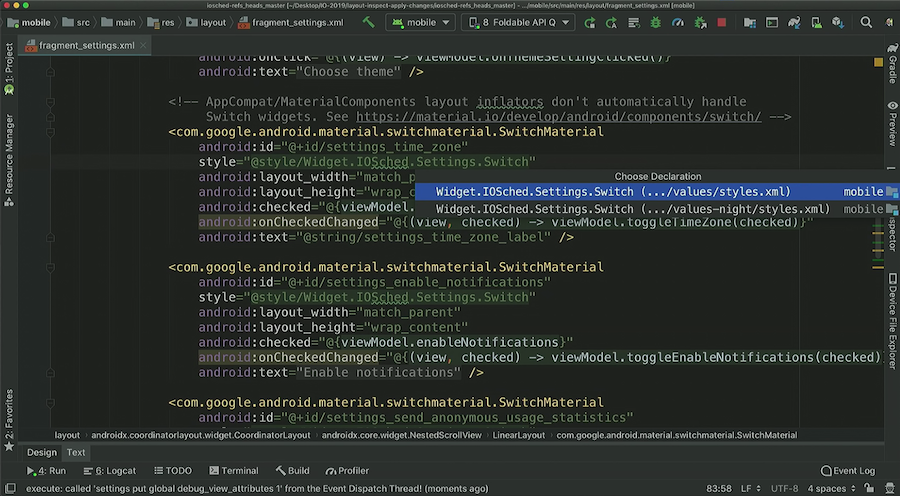 iosched-refs_heads_master [~/Desktop/IO-2019/layout-inspect-apply-changes/iosched-refs_heads_master] - .../mobile/src/main/res/layout/fragment_settings.xml [mobile]
mobile src main res layout fragment_settings.xml mobile 8 Foldable API Q
fragment_settings.xml
android:onClick="@{(view) -> viewModel.onThemeSettingClicked()}"
android:text="Choose theme" />
<!-- AppCompat/MaterialComponents layout inflators don't automatically handle
Switch widgets. See https://material.io/develop/android/components/switch/ -->
<com.google.android.material.switchmaterial.SwitchMaterial
android:id="@+id/settings_time_zone"
style="@style/Widget.IOSched.Settings.Switch"
Choose Declaration
android:layout_width="match_p
Widget.IOSched.Settings.Switch (.../values/styles.xml) mobile
android:layout_height="wrap_c
Widget.IOSched.Settings.Switch (.../values-night/styles.xml) mobile
android:checked="@{viewModel.
android:onCheckedChanged="@{(view, checked) -> viewModel.toggleTimeZone(checked)}"
android:text="@string/settings_time_zone_label" />
<com.google.android.material.switchmaterial.SwitchMaterial
android:id="@+id/settings_enable_notifications"
style="@style/Widget.IOSched.Settings.Switch"
android:layout_width="match_parent"
android:layout_height="wrap_content"
android:checked="@{viewModel.enableNotifications}"
android:onCheckedChanged="@{(view, checked) -> viewModel.toggleEnableNotifications(checked)
android:text="Enable notifications" />
<com.google.android.material.switchmaterial.SwitchMaterial
android:id="@+id/settings_send_anonymous_usage_statistics"
layout androidx.coordinatorlayout.widget.CoordinatorLayout androidx.core.widget.NestedScrollView LinearLayout com.google.android.material.switchmaterial.SwitchMaterial
Design Text
4: Run 6: Logcat TODO Terminal Build Profiler Event Log
execute: called 'settings put global debug_view_attributes 1' from the Event Dispatch Thread! (moments ago) 83:58 LF UTF-8 4 spaces
1: Project
Resource Manager
2: Favorites
Gradle
Preview
Device File Explorer